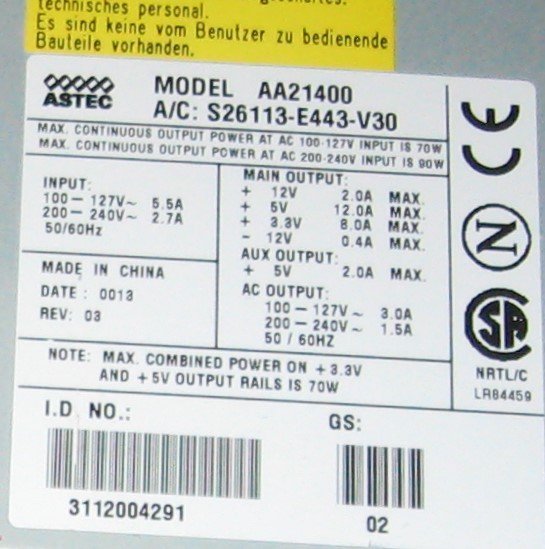 technisches personal.
Es sind keine vom Benutzer zu bedienende
Bauteile vorhanden.
ASTEC
MODEL AA21400
A/C: S26113-E443-V30
MAX. CONTINUOUS OUTPUT POWER AT AC 100-127V INPUT IS 70W
MAX. CONTINUOUS OUTPUT POWER AT AC 200-240V INPUT IS 90W
INPUT:
100 - 127V~ 5.5A
200 - 240V~ 2.7A
50/60Hz
MADE IN CHINA
DATE : 0013
REV: 03
MAIN OUTPUT:
+ 12V 2.0A MAX.
+ 5V 12.0A MAX.
+ 3.3V 8.0A MAX.
- 12V 0.4A MAX.
AUX OUTPUT:
+ 5V 2.0A MAX.
AC OUTPUT:
100 - 127V ~ 3.0A
200 - 240V ~ 1.5A
50 / 60HZ
NOTE: MAX. COMBINED POWER ON + 3.3V
AND + 5V OUTPUT RAILS IS 70W
CE
N
SA
NRTL/C
LR84459
I.D NO.:
3112004291
GS:
02